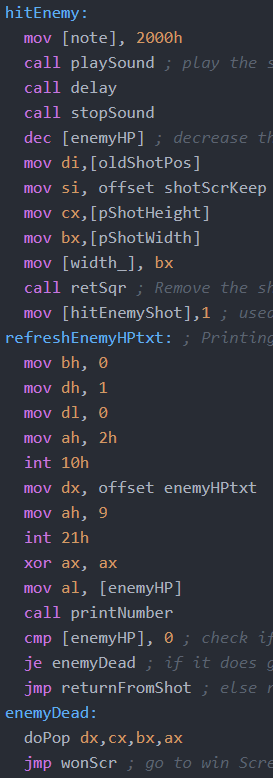 hitEnemy:
mov [note], 2000h
call playSound ; play the s
call delay
call stopSound
dec [enemyHP] ; decrease th
mov di,[oldShotPos]
mov si, offset shotScrKeep
mov cx,[pShotHeight]
mov bx,[pShotWidth]
mov [width_], bx
call retSqr ; Remove the sh
mov [hitEnemyShot],1 ; used
refreshEnemyHPtxt: ; Printing
mov bh, 0
mov dh, 1
mov dl, 0
mov ah, 2h
int 10h
mov dx, offset enemyHPtxt
mov ah, 9
int 21h
xor ax, ax
mov al, [enemyHP]
call printNumber
cmp [enemyHP], 0 ; check if
je enemyDead ; if it does g
jmp returnFromShot ; else r
enemyDead:
doPop dx,cx,bx,ax
jmp wonScr ; go to win Scre